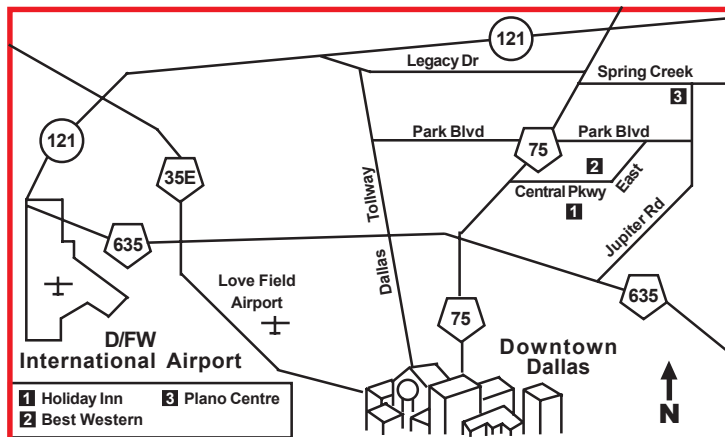 121
Legacy Dr
Spring Creek
3
121
Park Blvd
75
Park Blvd
35E
2
East
Central Pkwy
1
Tollway
Dallas
Jupiter Rd
635
Love Field
Airport
635
75
D/FW
International Airport
Downtown
Dallas
1 Holiday Inn
3 Plano Centre
2 Best Western
N